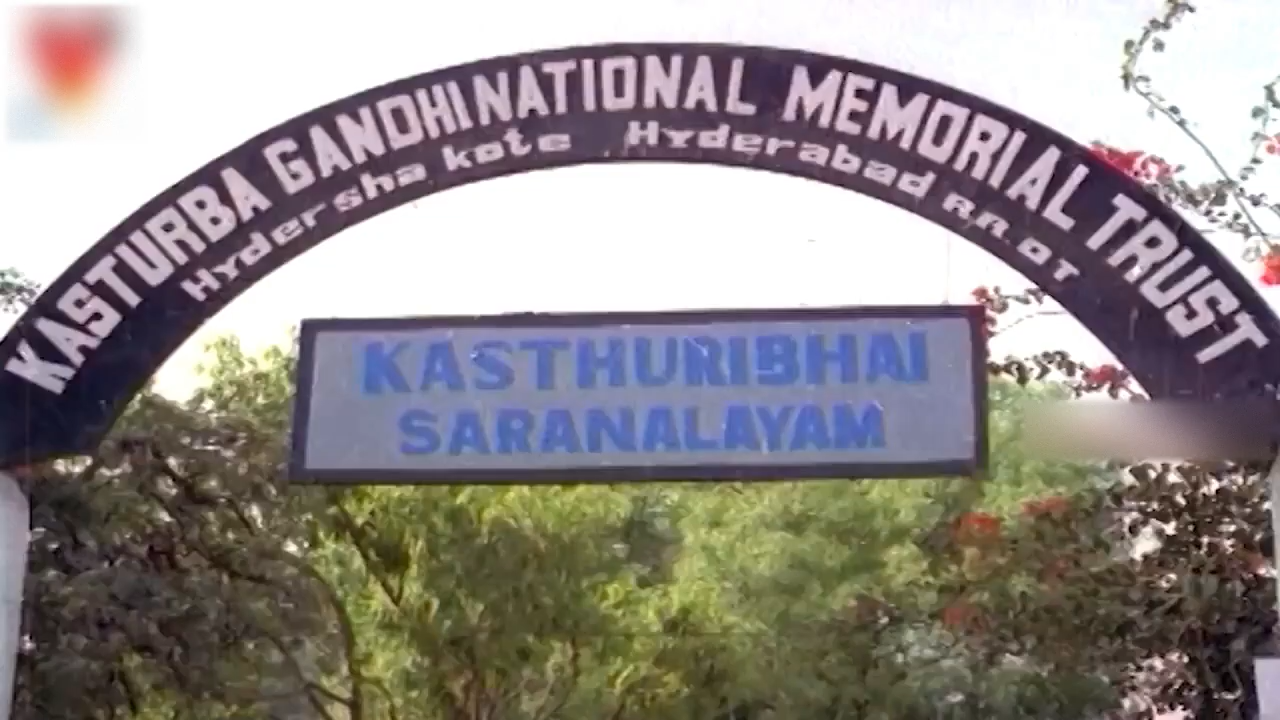 KASTURBA GANDHI NATIONAL MEMORIAL TRUST
Hydersha kote Hyderabad RR.DT
KASTHURIBHAI
SARANALAYAM